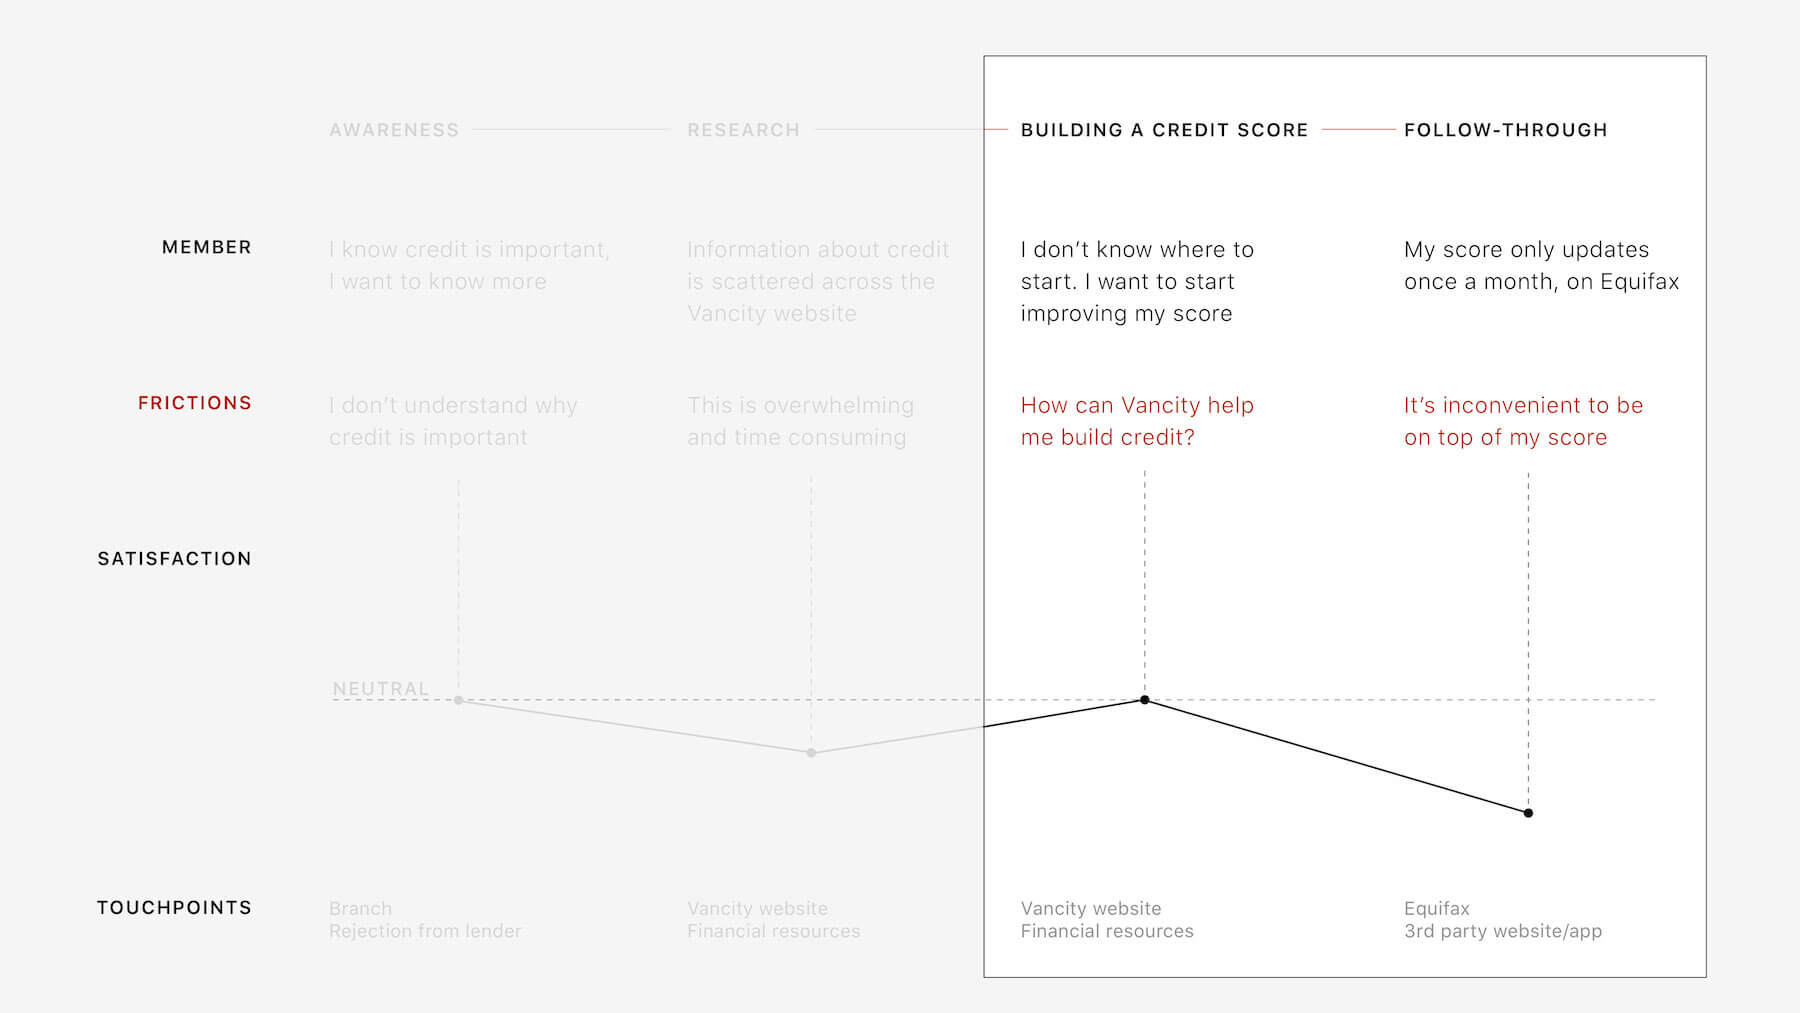 AWARENESS
RESEARCH
BUILDING A CREDIT SCORE
FOLLOW-THROUGH
MEMBER
I know credit is important,
I want to know more
Information about credit
is scattered across the
Vancity website
I don’t know where to
start. I want to start
improving my score
My score only updates
once a month, on Equifax
FRICTIONS
I don’t understand why
credit is important
This is overwhelming
and time consuming
How can Vancity help
me build credit?
It’s inconvenient to be
on top of my score
SATISFACTION
NEUTRAL
TOUCHPOINTS
Branch
Rejection from lender
Vancity website
Financial resources
Vancity website
Financial resources
Equifax
3rd party website/app